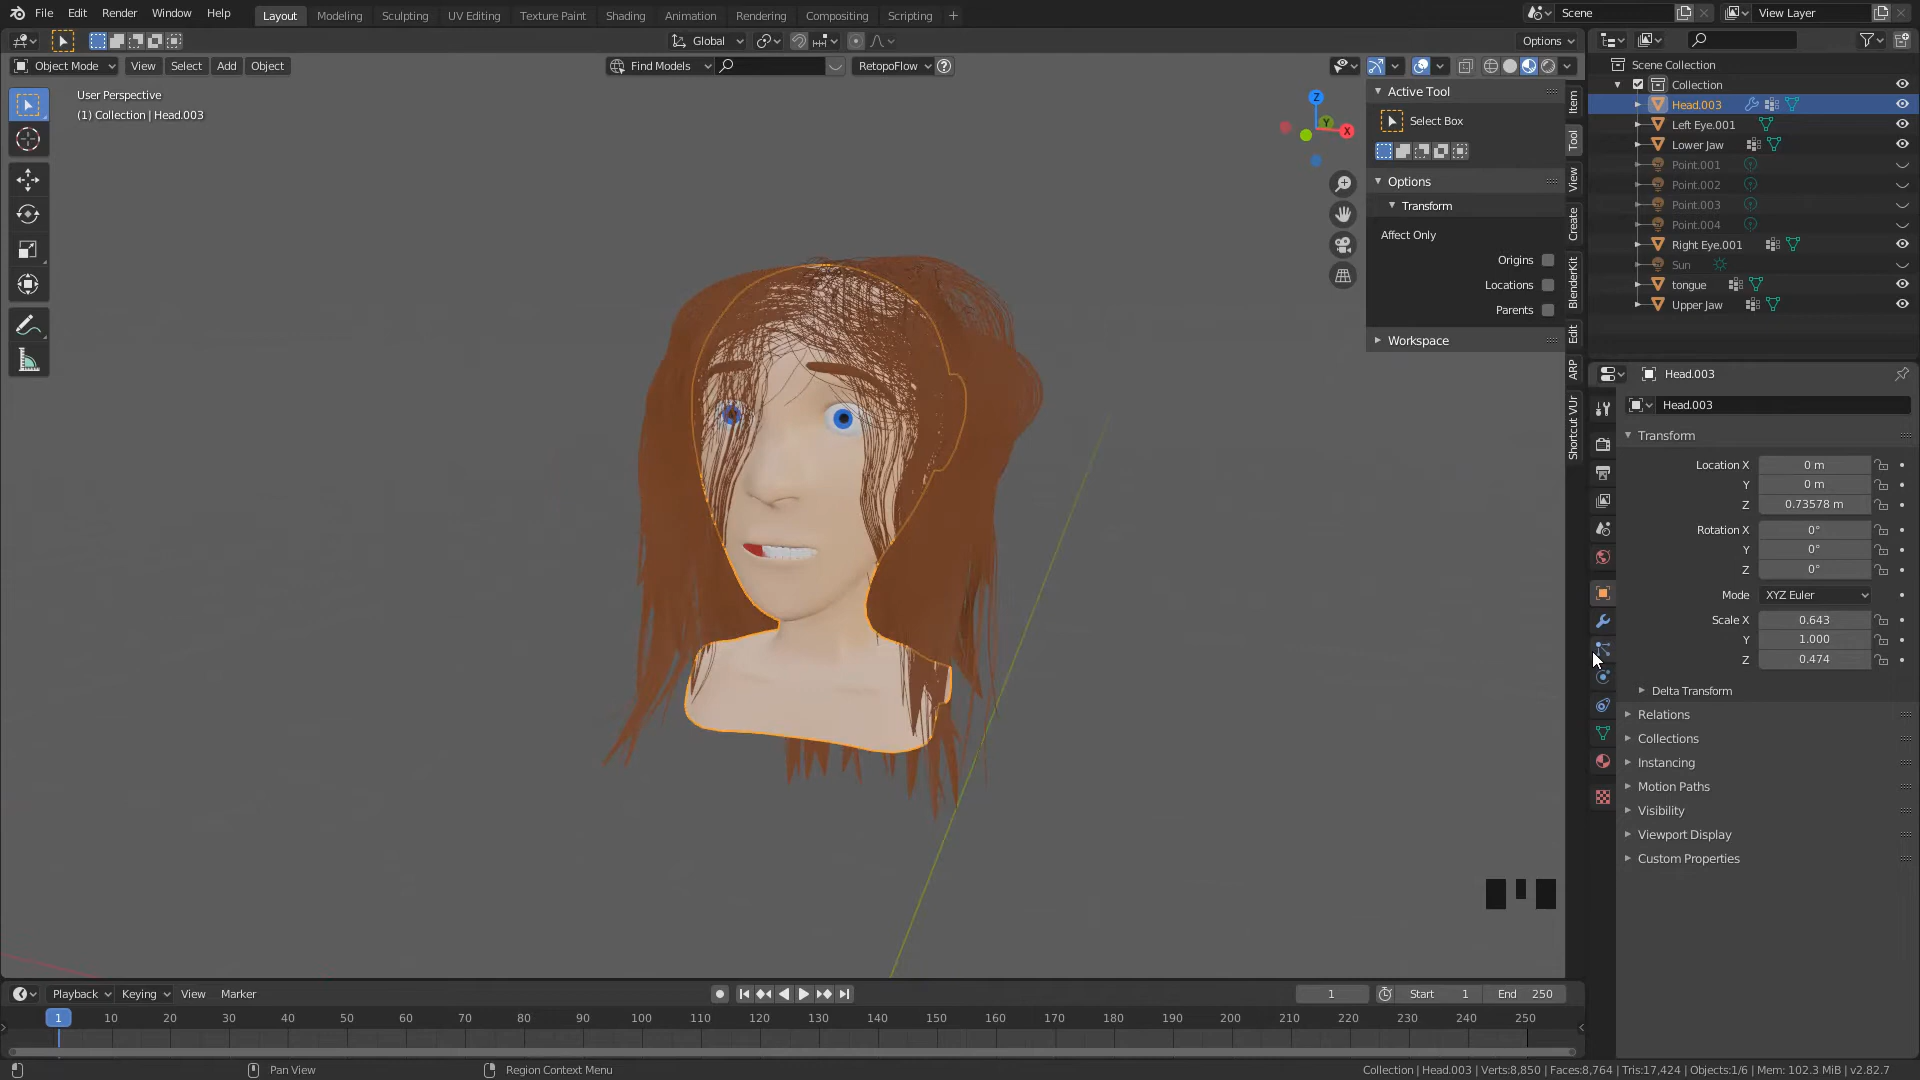 File Edit Render Window Help Layout Modeling Sculpting UV Editing Texture Paint Shading Animation Rendering Compositing Scripting + Scene View Layer
Global Options
Object Mode View Select Add Object Find Models RetopoFlow
User Perspective
(1) Collection | Head.003
Z
Y
X
Active Tool
Select Box
Options
Transform
Affect Only
Origins
Locations
Parents
Workspace
Item
Tool
View
Create
BlenderKit
Edit
ARP
Shortcut VUr
Scene Collection
Collection
Head.003
Left Eye.001
Lower Jaw
Point.001
Point.002
Point.003
Point.004
Right Eye.001
Sun
tongue
Upper Jaw
Head.003
Head.003
Transform
Location X 0 m
Y 0 m
Z 0.73578 m
Rotation X 0°
Y 0°
Z 0°
Mode XYZ Euler
Scale X 0.643
Y 1.000
Z 0.474
Delta Transform
Relations
Collections
Instancing
Motion Paths
Visibility
Viewport Display
Custom Properties
Playback Keying View Marker 1 Start 1 End 250
1 10 20 30 40 50 60 70 80 90 100 110 120 130 140 150 160 170 180 190 200 210 220 230 240 250
Pan View Region Context Menu Collection | Head.003 | Verts:8,850 | Faces:8,764 | Tris:17,424 | Objects:1/6 | Mem: 102.3 MiB | v2.82.7